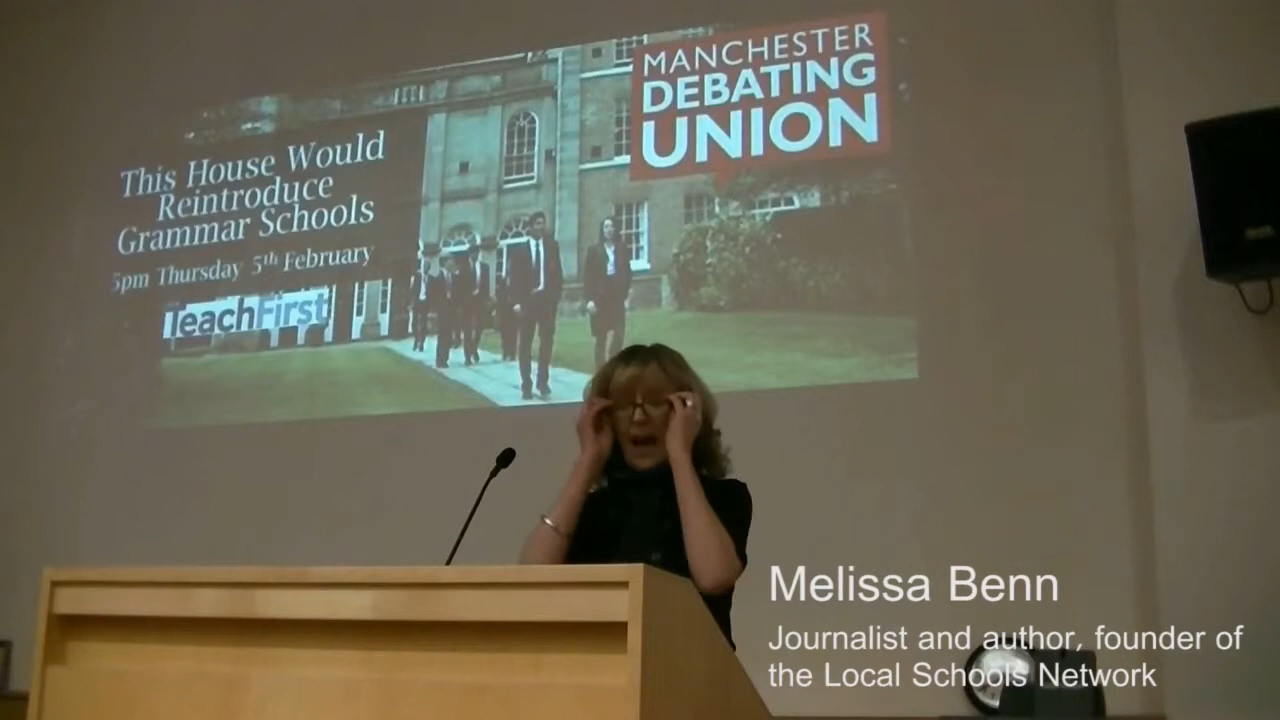 MANCHESTER
DEBATING
UNION
This House Would
Reintroduce
Grammar Schools
5pm Thursday 5th February
TeachFirst
Melissa Benn
Journalist and author, founder of
the Local Schools Network